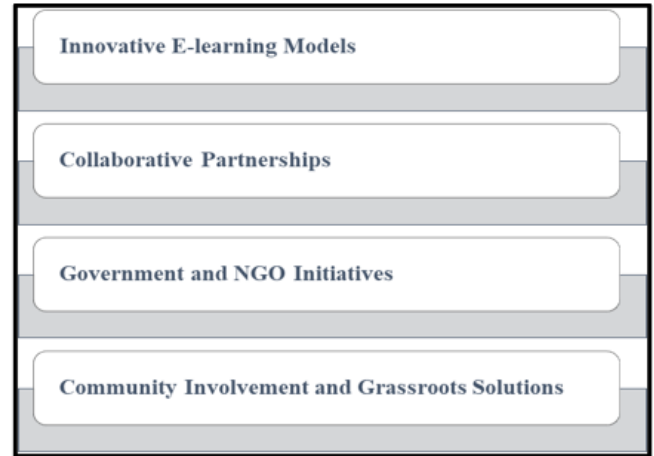 Innovative E-learning Models
Collaborative Partnerships
Government and NGO Initiatives
Community Involvement and Grassroots Solutions